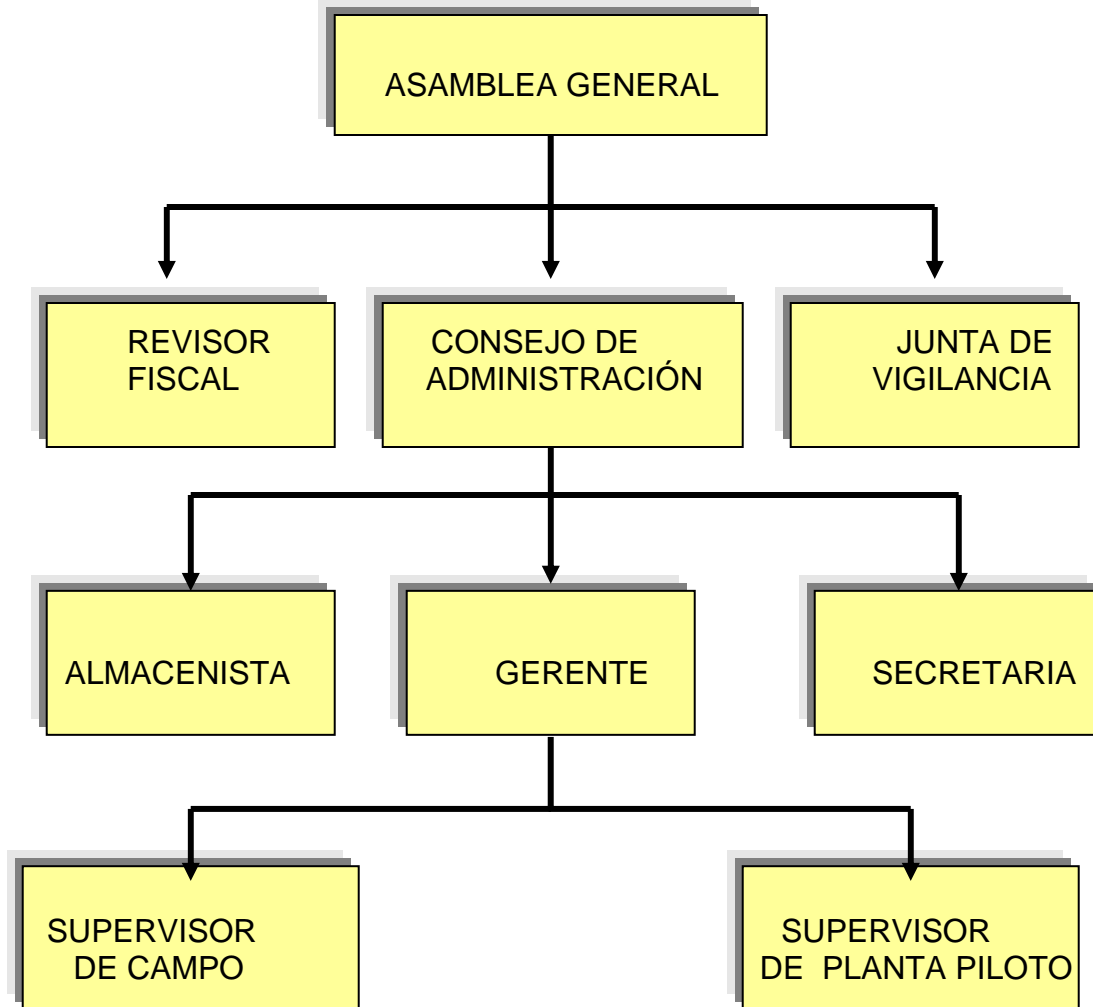 ASAMBLEA GENERAL
REVISOR
FISCAL
CONSEJO DE
ADMINISTRACIÓN
JUNTA DE
VIGILANCIA
ALMACENISTA
GERENTE
SECRETARIA
SUPERVISOR
DE CAMPO
SUPERVISOR
DE PLANTA PILOTO